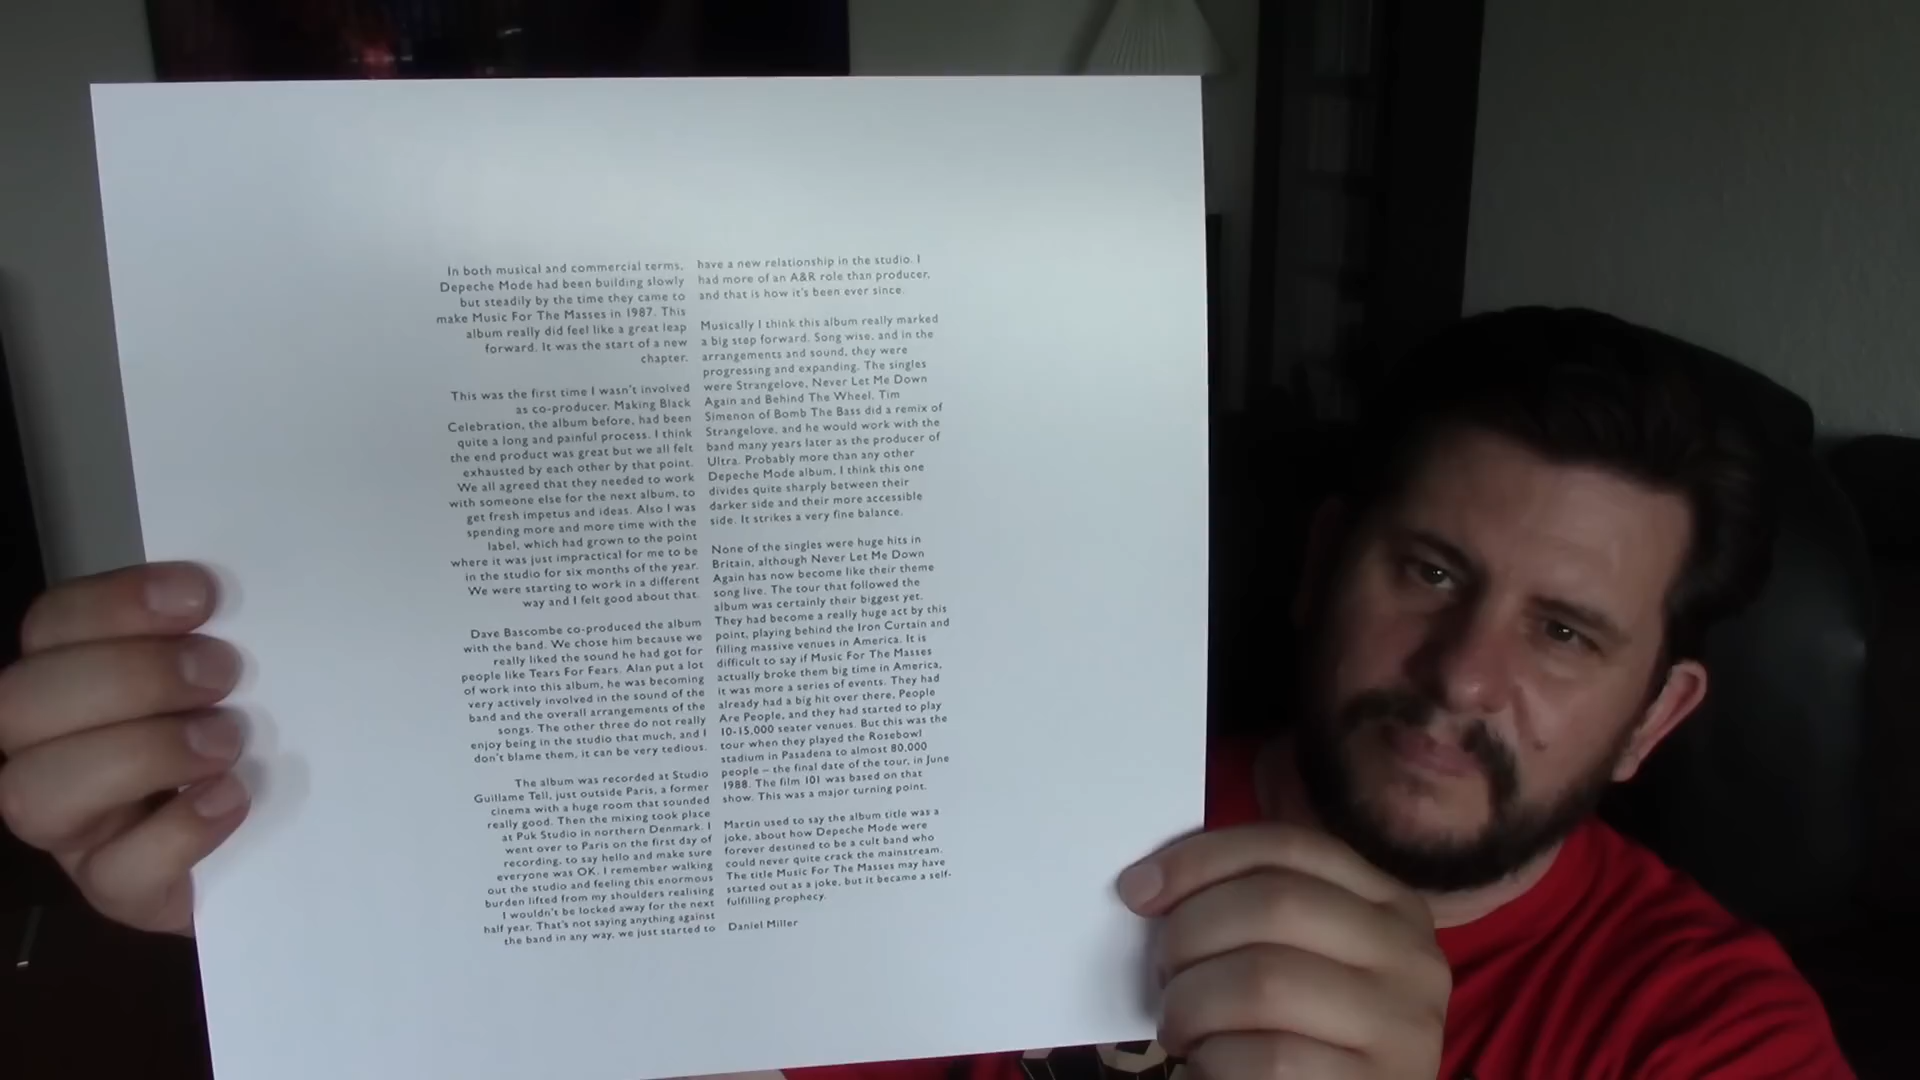 In both musical and commercial terms,
Depeche Mode had been building slowly
but steadily by the time they came to
make Music For The Masses in 1987. This
album really did feel like a great leap
forward. It was the start of a new
chapter.
This was the first time I wasn't involved
as co-producer. Making Black
Celebration, the album before, had been
quite a long and painful process. I think
the end product was great but we all felt
exhausted by each other by that point.
We all agreed that they needed to work
with someone else for the next album, to
get fresh impetus and ideas. Also I was
spending more and more time with the
label, which had grown to the point
where it was just impractical for me to be
in the studio for six months of the year.
We were starting to work in a different
way and I felt good about that.
Dave Bascombe co-produced the album
with the band. We chose him because we
really liked the sound he had got for
people like Tears For Fears. Alan put a lot
of work into this album, he was becoming
very actively involved in the sound of the
band and the overall arrangements of the
songs. The other three do not really
enjoy being in the studio that much, and I
don't blame them, it can be very tedious.
The album was recorded at Studio
Guillame Tell, just outside Paris, a former
cinema with a huge room that sounded
really good. Then the mixing took place
at Puk Studio in northern Denmark. I
went over to Paris on the first day of
recording, to say hello and make sure
everyone was OK. I remember walking
out the studio and feeling this enormous
burden lifted from my shoulders realising
I wouldn't be locked away for the next
half year. That's not saying anything against
the band in any way, we just started to
have a new relationship in the studio. I
had more of an A&R role than producer,
and that is how it's been ever since.
Musically I think this album really marked
a big step forward. Song wise, and in the
arrangements and sound, they were
progressing and expanding. The singles
were Strangelove, Never Let Me Down
Again and Behind The Wheel. Tim
Simenon of Bomb The Bass did a remix of
Strangelove, and he would work with the
band many years later as the producer of
Ultra. Probably more than any other
Depeche Mode album, I think this one
divides quite sharply between their
darker side and their more accessible
side. It strikes a very fine balance.
None of the singles were huge hits in
Britain, although Never Let Me Down
Again has now become like their theme
song live. The tour that followed the
album was certainly their biggest yet.
They had become a really huge act by this
point, playing behind the Iron Curtain and
filling massive venues in America. It is
difficult to say if Music For The Masses
actually broke them big time in America,
it was more a series of events. They had
already had a big hit over there, People
Are People, and they had started to play
10-15,000 seater venues. But this was the
tour when they played the Rosebowl
stadium in Pasadena to almost 80,000
people – the final date of the tour, in June
1988. The film 101 was based on that
show. This was a major turning point.
Martin used to say the album title was a
joke, about how Depeche Mode were
forever destined to be a cult band who
could never quite crack the mainstream.
The title Music For The Masses may have
started out as a joke, but it became a self-
fulfilling prophecy.
Daniel Miller